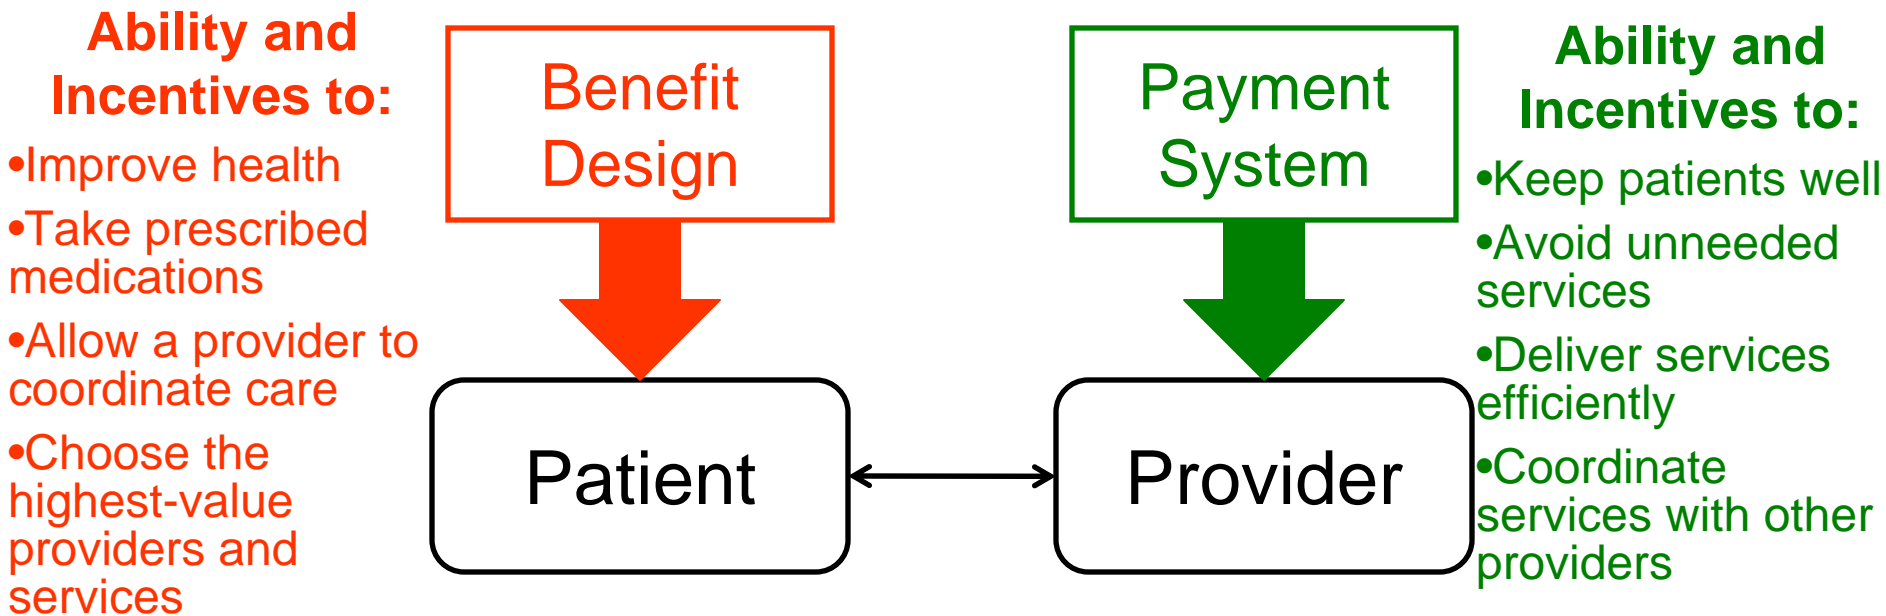 Ability and
Incentives to:
•Improve health
•Take prescribed
medications
•Allow a provider to
coordinate care
•Choose the
highest-value
providers and
services
Benefit
Design
Patient
Payment
System
Provider
Ability and
Incentives to:
•Keep patients well
•Avoid unneeded
services
•Deliver services
efficiently
•Coordinate
services with other
providers